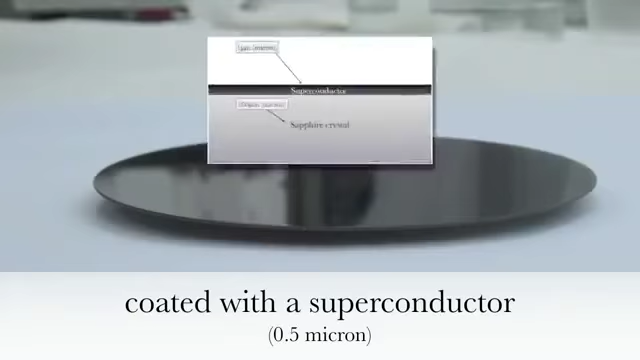 Superconductor
Sapphire crystal
coated with a superconductor
(0.5 micron)